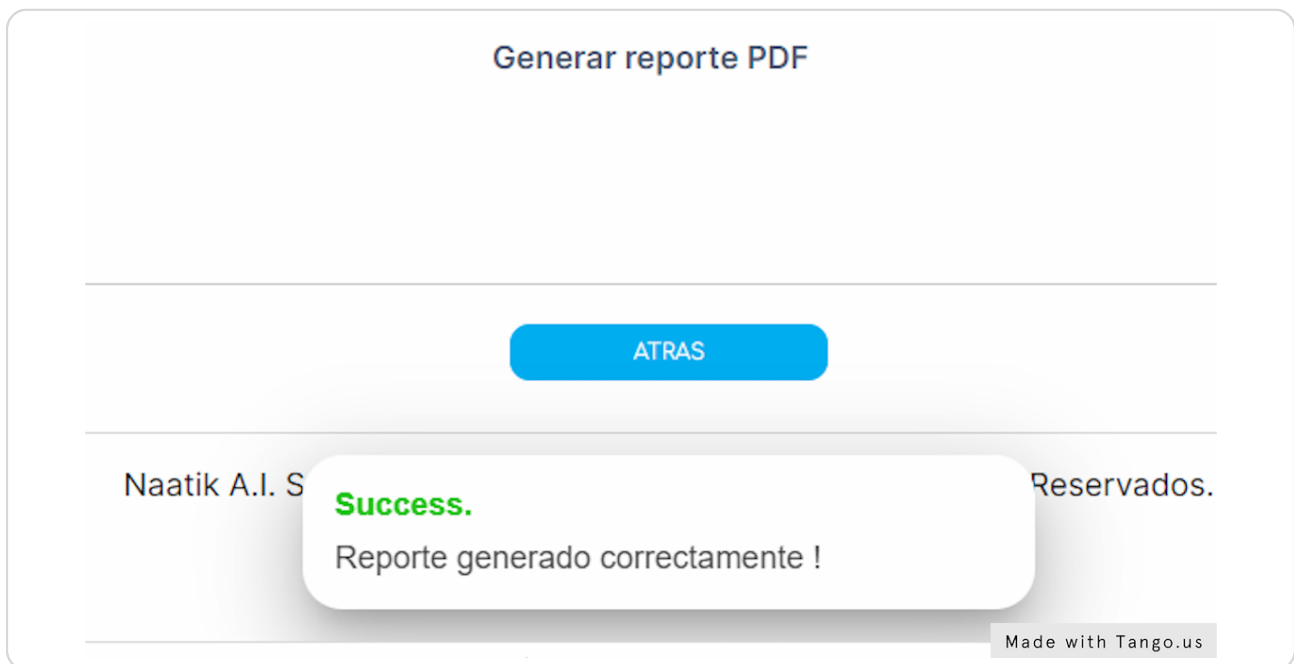 Generar reporte PDF
ATRAS
Naatik A.I. S Reservados.
Success.
Reporte generado correctamente !
Made with Tango.us